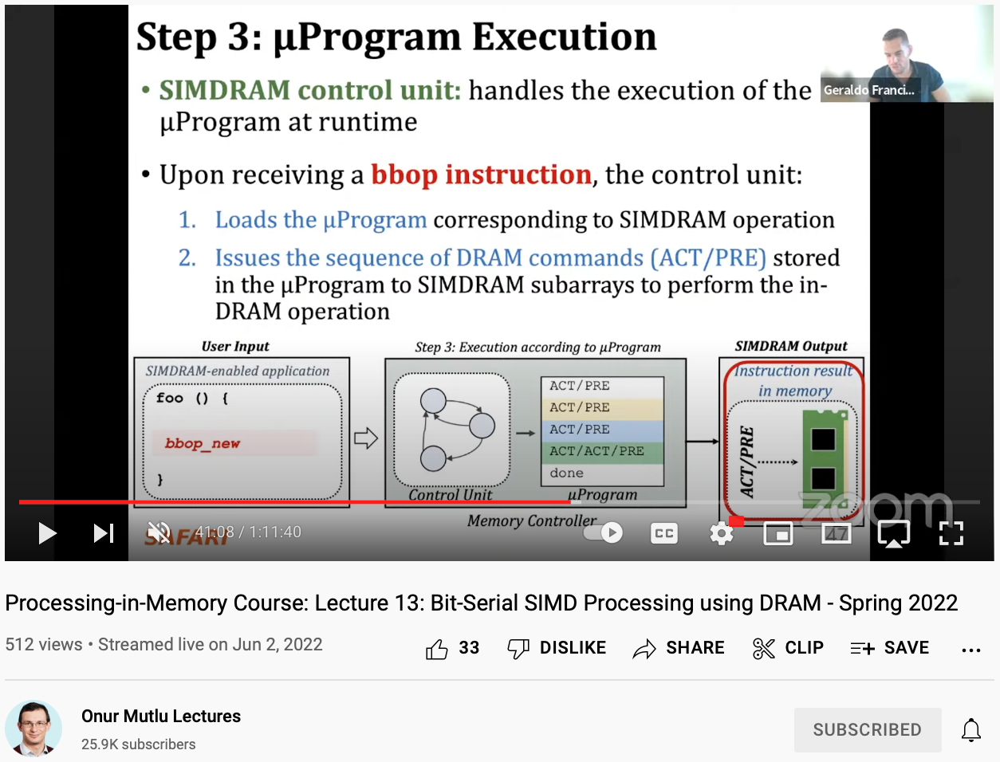 Step 3: µProgram Execution
Geraldo Franci...
• SIMDRAM control unit: handles the execution of the
µProgram at runtime
• Upon receiving a bbop instruction, the control unit:
1. Loads the µProgram corresponding to SIMDRAM operation
2. Issues the sequence of DRAM commands (ACT/PRE) stored
in the µProgram to SIMDRAM subarrays to perform the in-
DRAM operation
User Input
Step 3: Execution according to µProgram
SIMDRAM Output
SIMDRAM-enabled application
foo () {
bbop_new
}
ACT/PRE
ACT/PRE
ACT/PRE
ACT/ACT/PRE
done
Control Unit
µProgram
Memory Controller
Instruction result
in memory
ACT/PRE
zoom
SAFARI
41:08 / 1:11:40
CC
47
Processing-in-Memory Course: Lecture 13: Bit-Serial SIMD Processing using DRAM - Spring 2022
512 views • Streamed live on Jun 2, 2022
33 DISLIKE SHARE CLIP SAVE ...
Onur Mutlu Lectures
25.9K subscribers
SUBSCRIBED